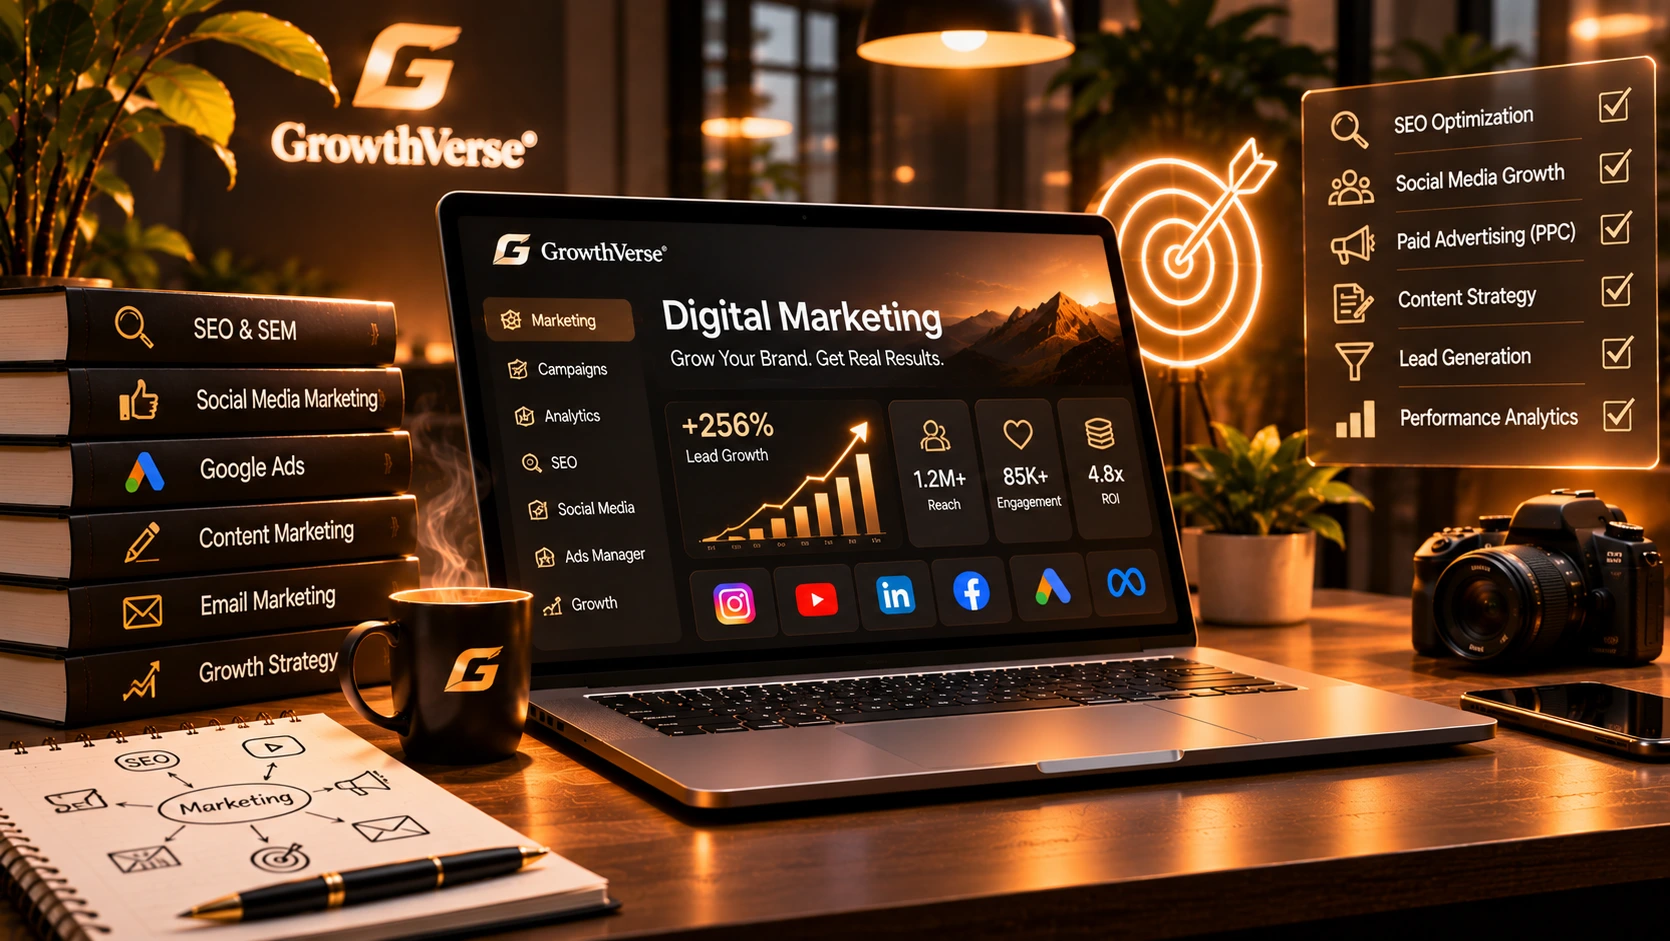 GrowthVerse®
SEO & SEM
Social Media Marketing
Google Ads
Content Marketing
Email Marketing
Growth Strategy
GrowthVerse®
Marketing
Campaigns
Analytics
SEO
Social Media
Ads Manager
Growth
Digital Marketing
Grow Your Brand. Get Real Results.
+256%
Lead Growth
1.2M+
Reach
85K+
Engagement
4.8x
ROI
in
SEO Optimization
Social Media Growth
Paid Advertising (PPC)
Content Strategy
Lead Generation
Performance Analytics
SEO
Marketing